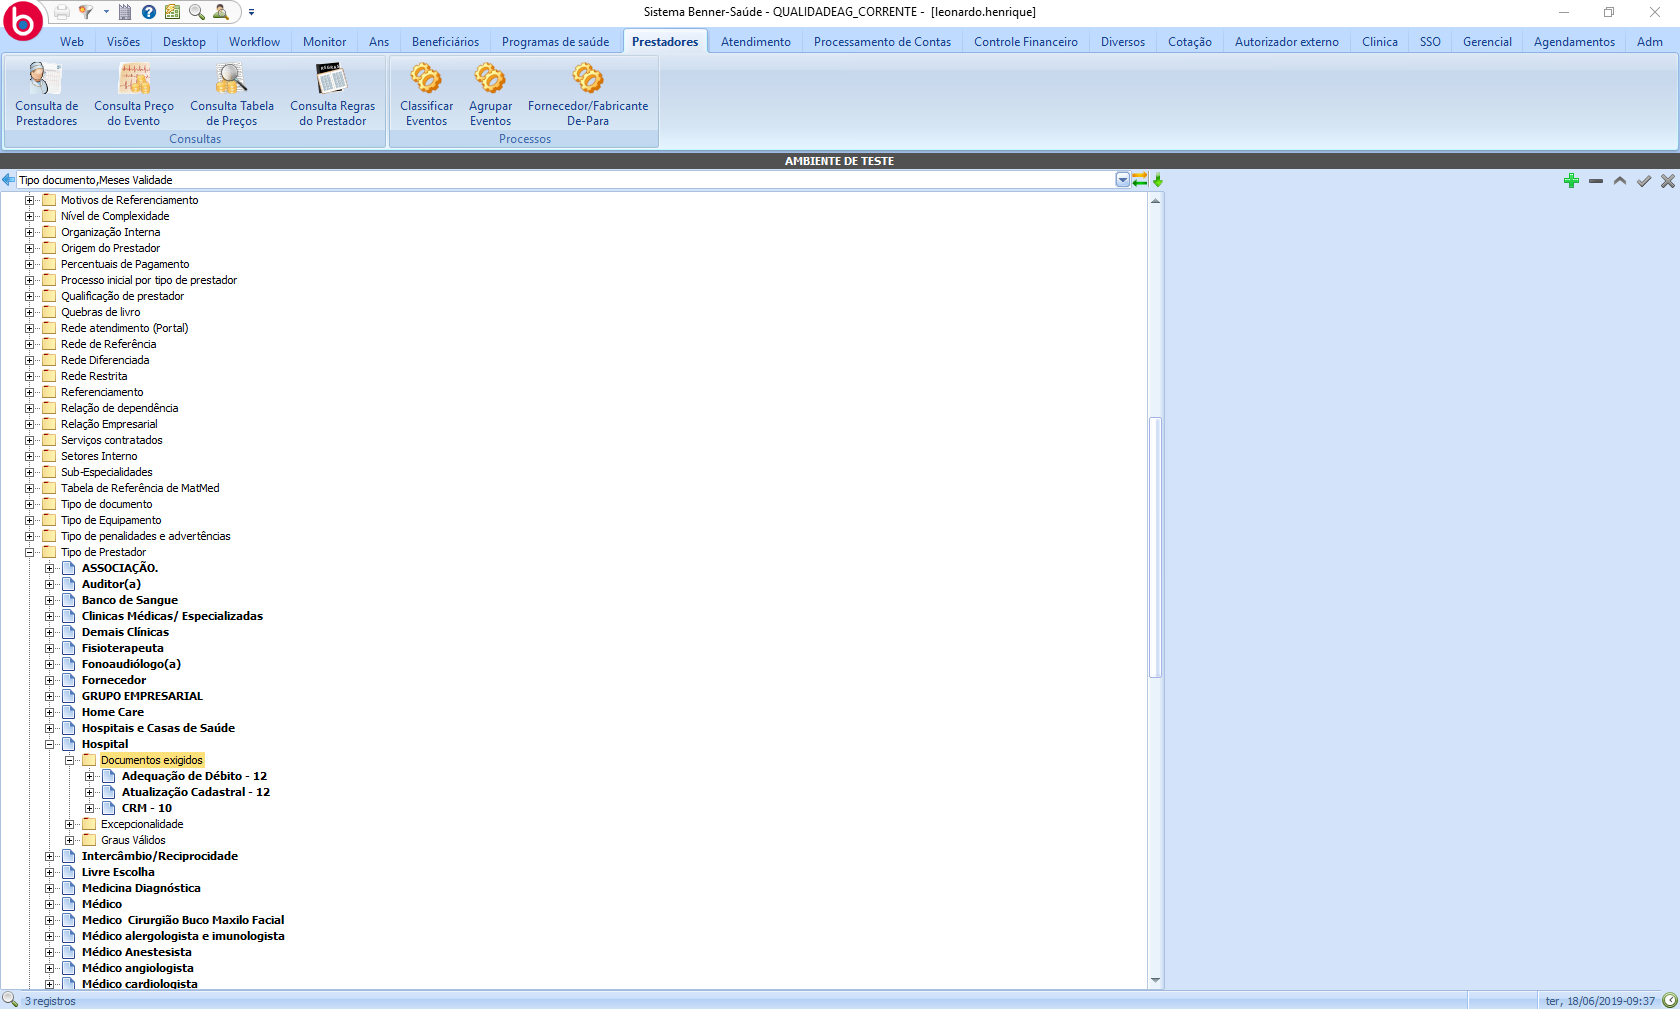 Sistema Benner-Saúde - QUALIDADEAG_CORRENTE - [leonardo.henrique]
b
Web Visões Desktop Workflow Monitor Ans Beneficiários Programas de saúde Prestadores Atendimento Processamento de Contas Controle Financeiro Diversos Cotação Autorizador externo Clinica SSO Gerencial Agendamentos Adm
Consulta de Prestadores
Consulta Preço do Evento
Consulta Tabela de Preços
Consulta Regras do Prestador
Classificar Eventos
Agrupar Eventos
Fornecedor/Fabricante De-Para
Consultas
Processos
AMBIENTE DE TESTE
Tipo documento,Meses Validade
Motivos de Referenciamento
Nível de Complexidade
Organização Interna
Origem do Prestador
Percentuais de Pagamento
Processo inicial por tipo de prestador
Qualificação de prestador
Quebras de livro
Rede atendimento (Portal)
Rede de Referência
Rede Diferenciada
Rede Restrita
Referenciamento
Relação de dependência
Relação Empresarial
Serviços contratados
Setores Interno
Sub-Especialidades
Tabela de Referência de MatMed
Tipo de documento
Tipo de Equipamento
Tipo de penalidades e advertências
Tipo de Prestador
ASSOCIAÇÃO.
Auditor(a)
Banco de Sangue
Clinicas Médicas/ Especializadas
Demais Clínicas
Fisioterapeuta
Fonoaudiólogo(a)
Fornecedor
GRUPO EMPRESARIAL
Home Care
Hospitais e Casas de Saúde
Hospital
Documentos exigidos
Adequação de Débito - 12
Atualização Cadastral - 12
CRM - 10
Excepcionalidade
Graus Válidos
Intercâmbio/Reciprocidade
Livre Escolha
Medicina Diagnóstica
Médico
Medico  Cirurgião Buco Maxilo Facial
Médico alergologista e imunologista
Médico Anestesista
Médico angiologista
Médico cardiologista
3 registros
ter, 18/06/2019-09:37